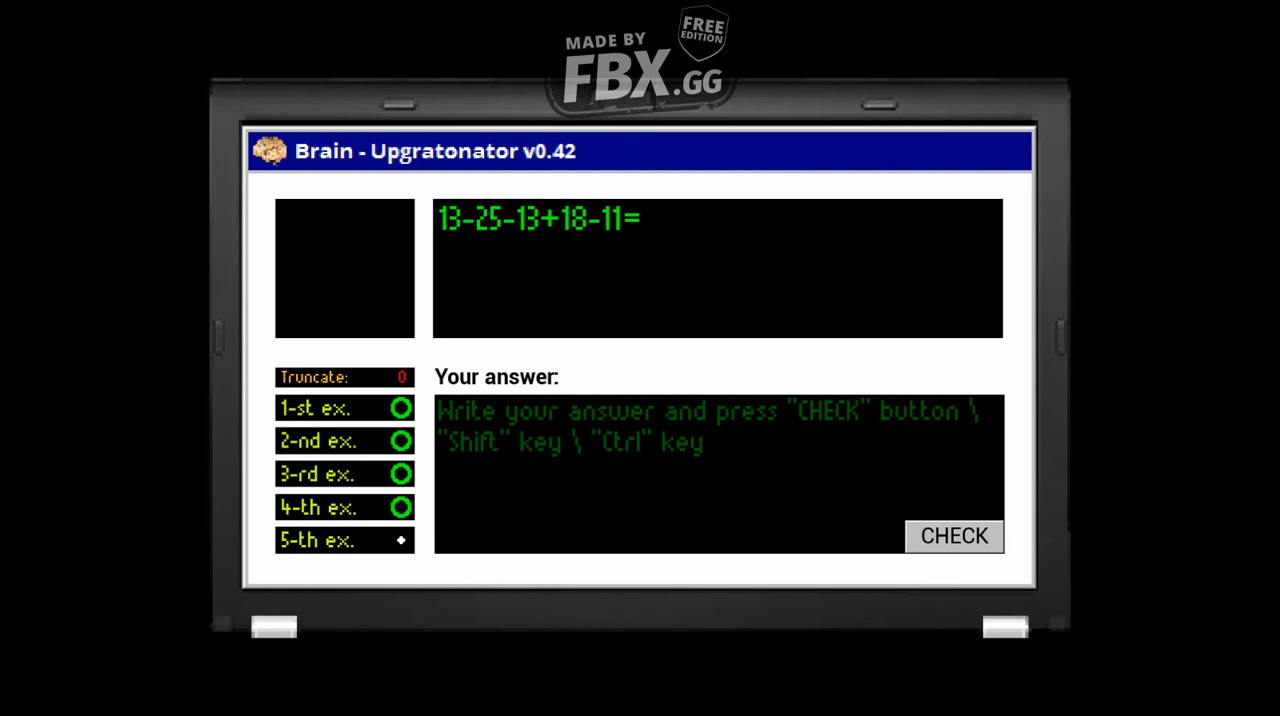 MADE BY
FREE
EDITION
FBX.GG
Brain - Upgratonator v0.42
13-25-13+18-11=
Truncate: 0
Your answer:
1-st ex.
Write your answer and press "CHECK" button \
2-nd ex.
"Shift" key \ "Ctrl" key
3-rd ex.
4-th ex.
5-th ex.
CHECK